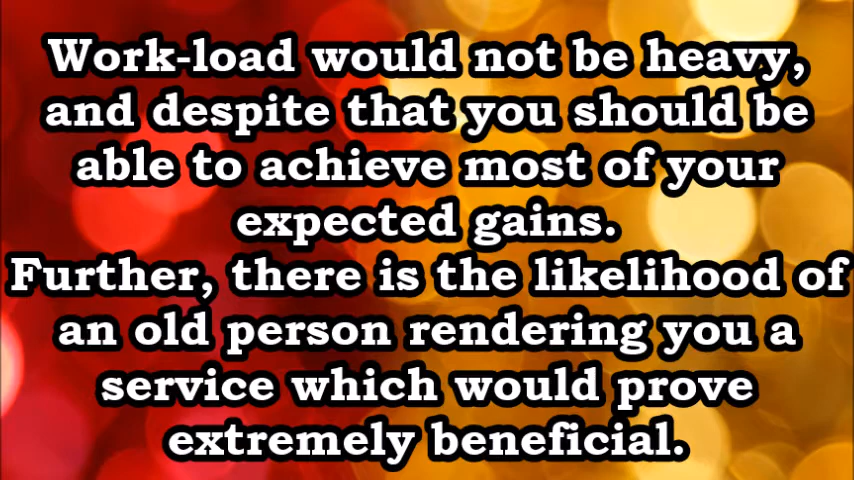 Work-load would not be heavy,
and despite that you should be
able to achieve most of your
expected gains.
Further, there is the likelihood of
an old person rendering you a
service which would prove
extremely beneficial.